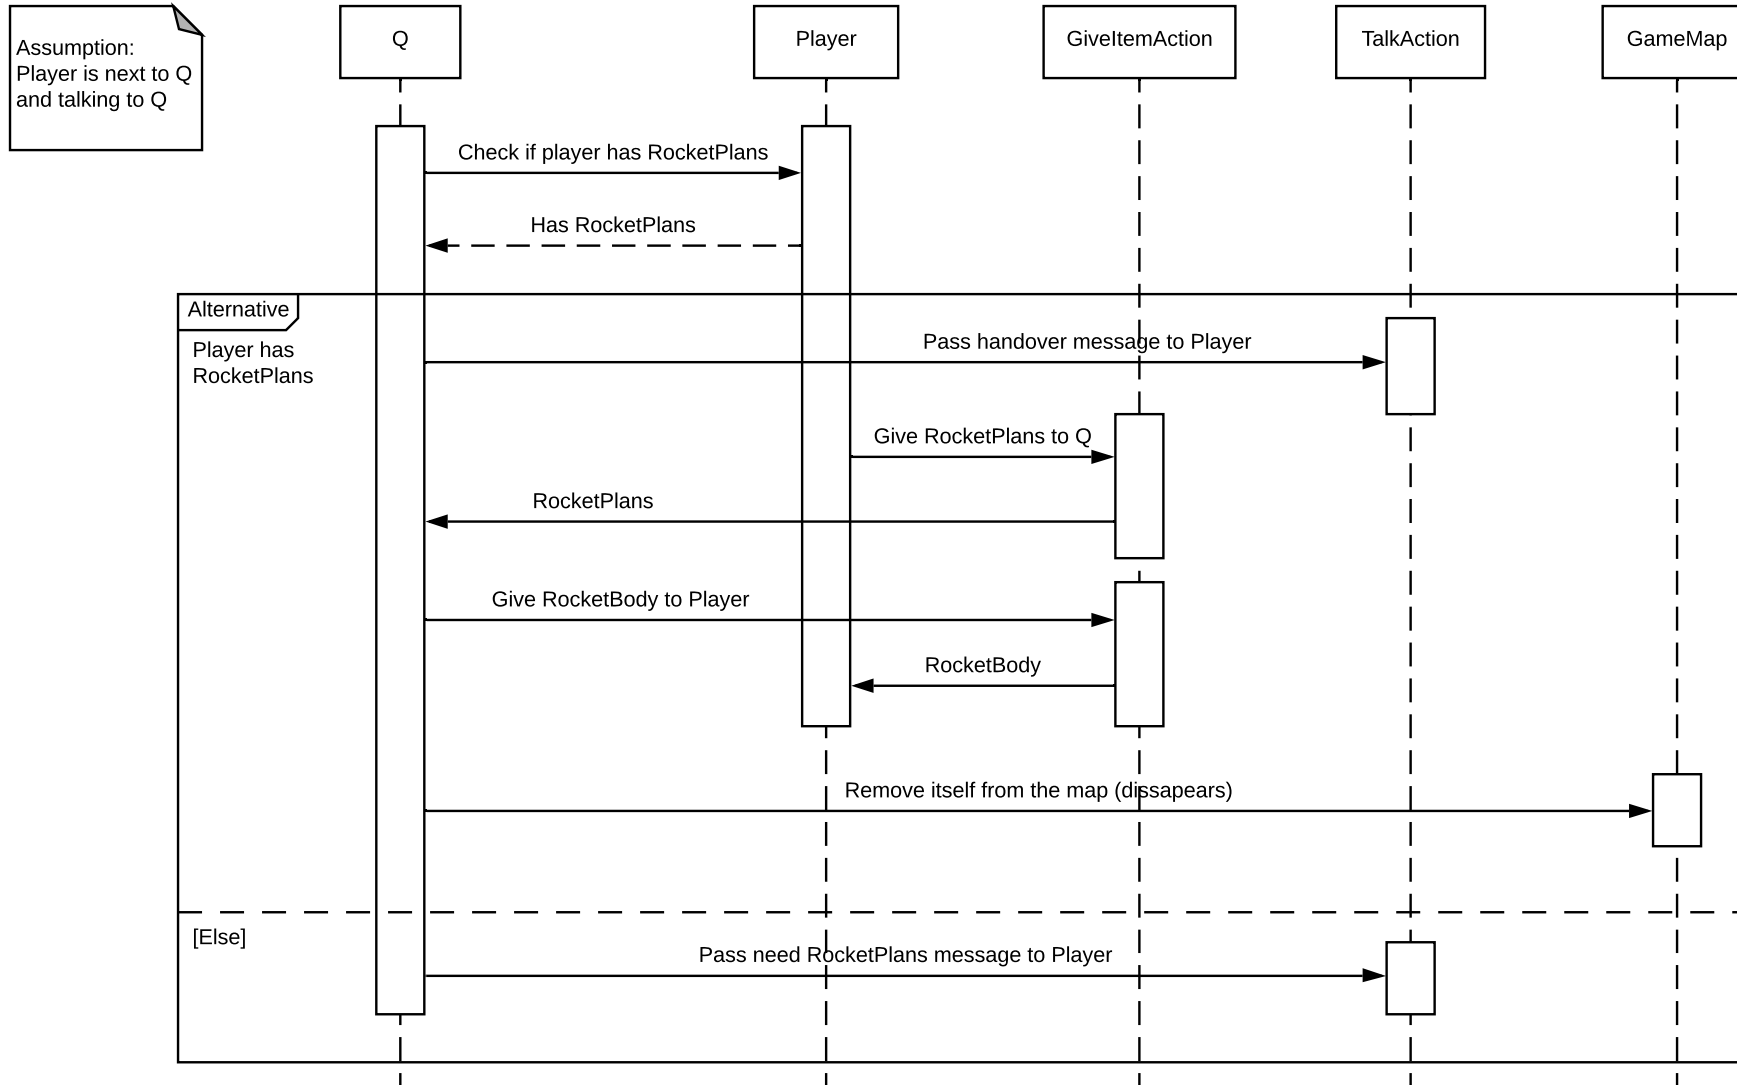 Assumption:
Player is next to Q
and talking to Q
Q
Player
GiveItemAction
TalkAction
GameMap
Check if player has RocketPlans
Has RocketPlans
Alternative
Player has
RocketPlans
Pass handover message to Player
Give RocketPlans to Q
RocketPlans
Give RocketBody to Player
RocketBody
Remove itself from the map (dissapears)
[Else]
Pass need RocketPlans message to Player